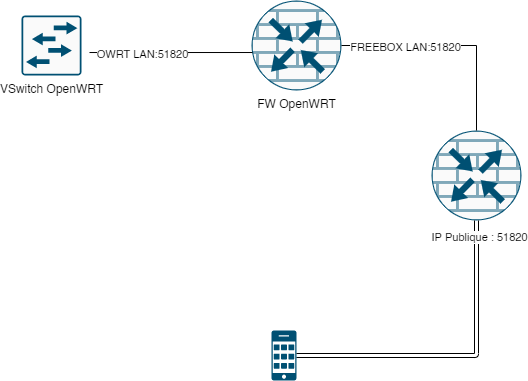 OWRT LAN:51820
FREEBOX LAN:51820
VSwitch OpenWRT
FW OpenWRT
IP Publique : 51820